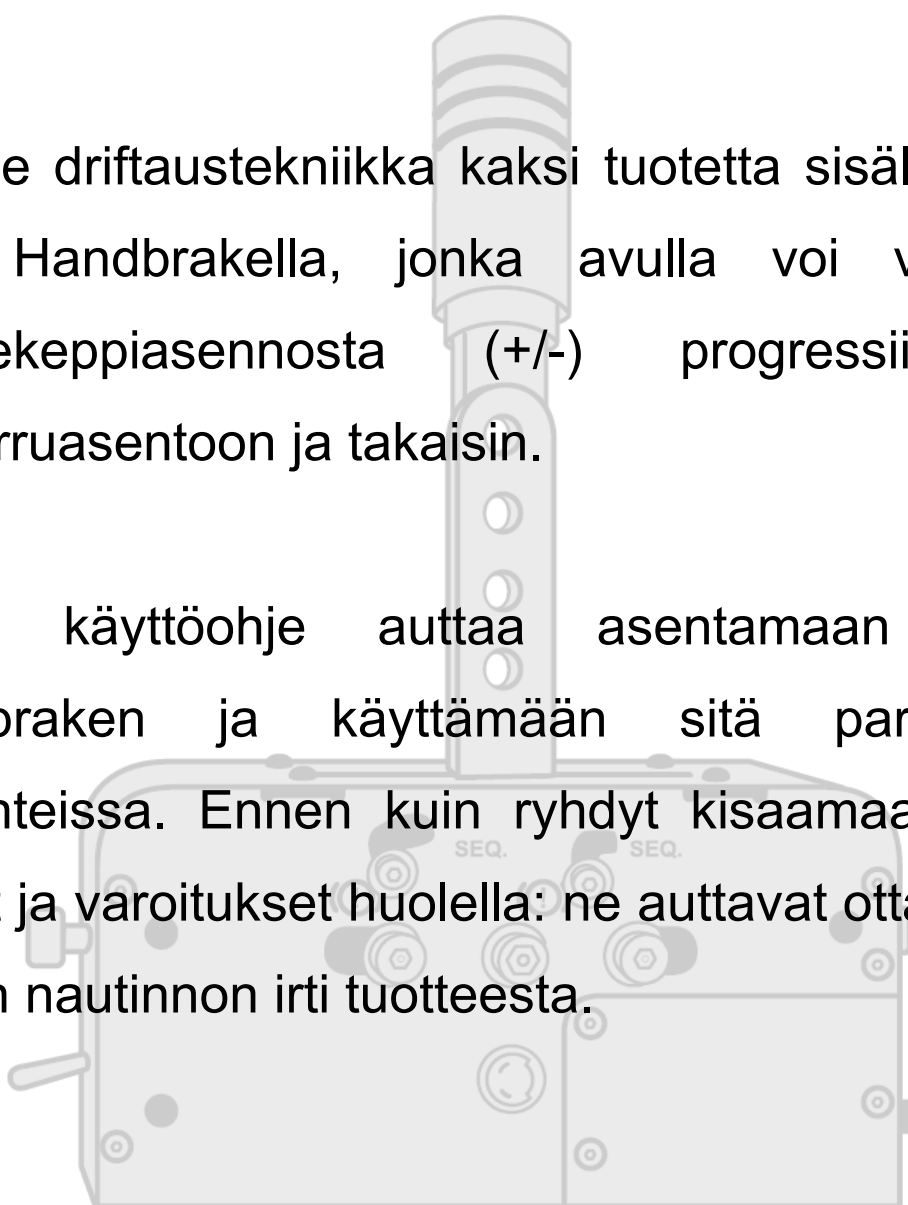 e driftaustekniikka kaksi tuotetta sisäl
Handbrakella, jonka avulla voi v
ekeppiasennosta (+/-) progressii
rruasentoon ja takaisin.
käyttöohje auttaa asentamaan
braken ja käyttämään sitä par
nteissa. Ennen kuin ryhdyt kisaamaa
SEQ. SEQ.
t ja varoitukset huolella: ne auttavat otta
n nautinnon irti tuotteesta.